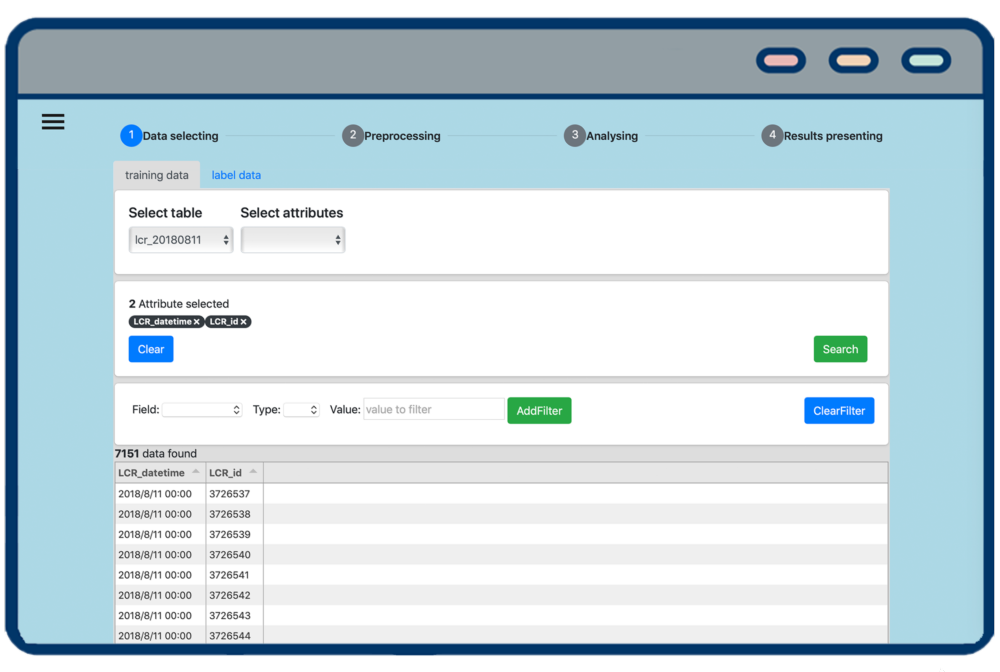 1 Data selecting 2 Preprocessing 3 Analysing 4 Results presenting
training data label data
Select table Select attributes
lcr_20180811
2 Attribute selected
LCR_datetime × LCR_id ×
Clear Search
Field: Type: Value: value to filter AddFilter ClearFilter
7151 data found
LCR_datetime LCR_id
2018/8/11 00:00 3726537
2018/8/11 00:00 3726538
2018/8/11 00:00 3726539
2018/8/11 00:00 3726540
2018/8/11 00:00 3726541
2018/8/11 00:00 3726542
2018/8/11 00:00 3726543
2018/8/11 00:00 3726544